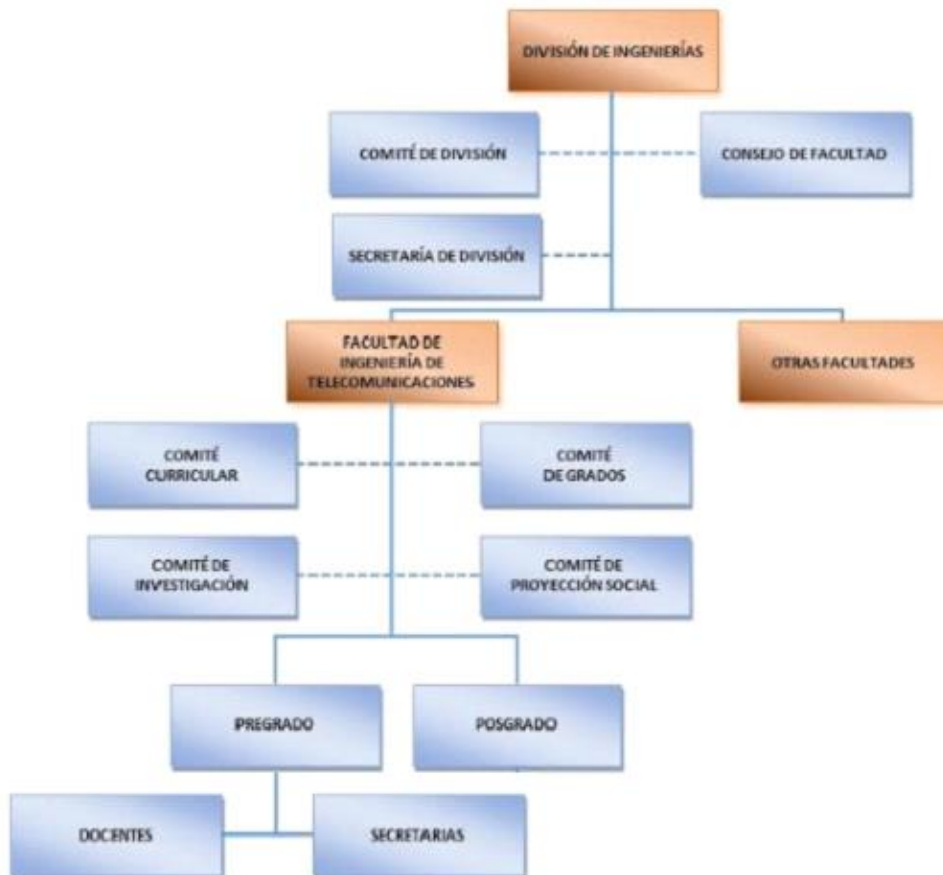 DIVISIÓN DE INGENIERÍAS
COMITÉ DE DIVISIÓN
CONSEJO DE FACULTAD
SECRETARÍA DE DIVISIÓN
FACULTAD DE
INGENIERÍA DE
TELECOMUNICACIONES
OTRAS FACULTADES
COMITÉ
CURRICULAR
COMITÉ
DE GRADOS
COMITÉ DE
INVESTIGACIÓN
COMITÉ DE
PROYECCIÓN SOCIAL
PREGRADO
POSGRADO
DOCENTES
SECRETARIAS